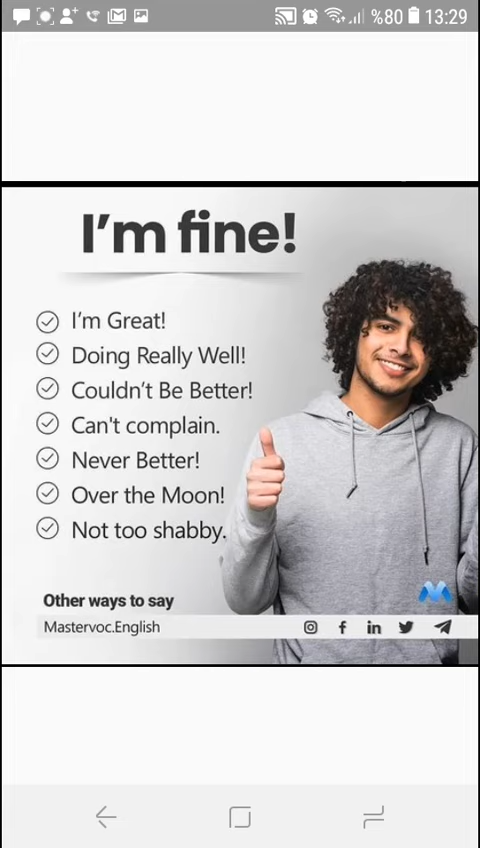 %80 13:29
I'm fine!
I'm Great!
Doing Really Well!
Couldn't Be Better!
Can't complain.
Never Better!
Over the Moon!
Not too shabby.
Other ways to say
Mastervoc.English